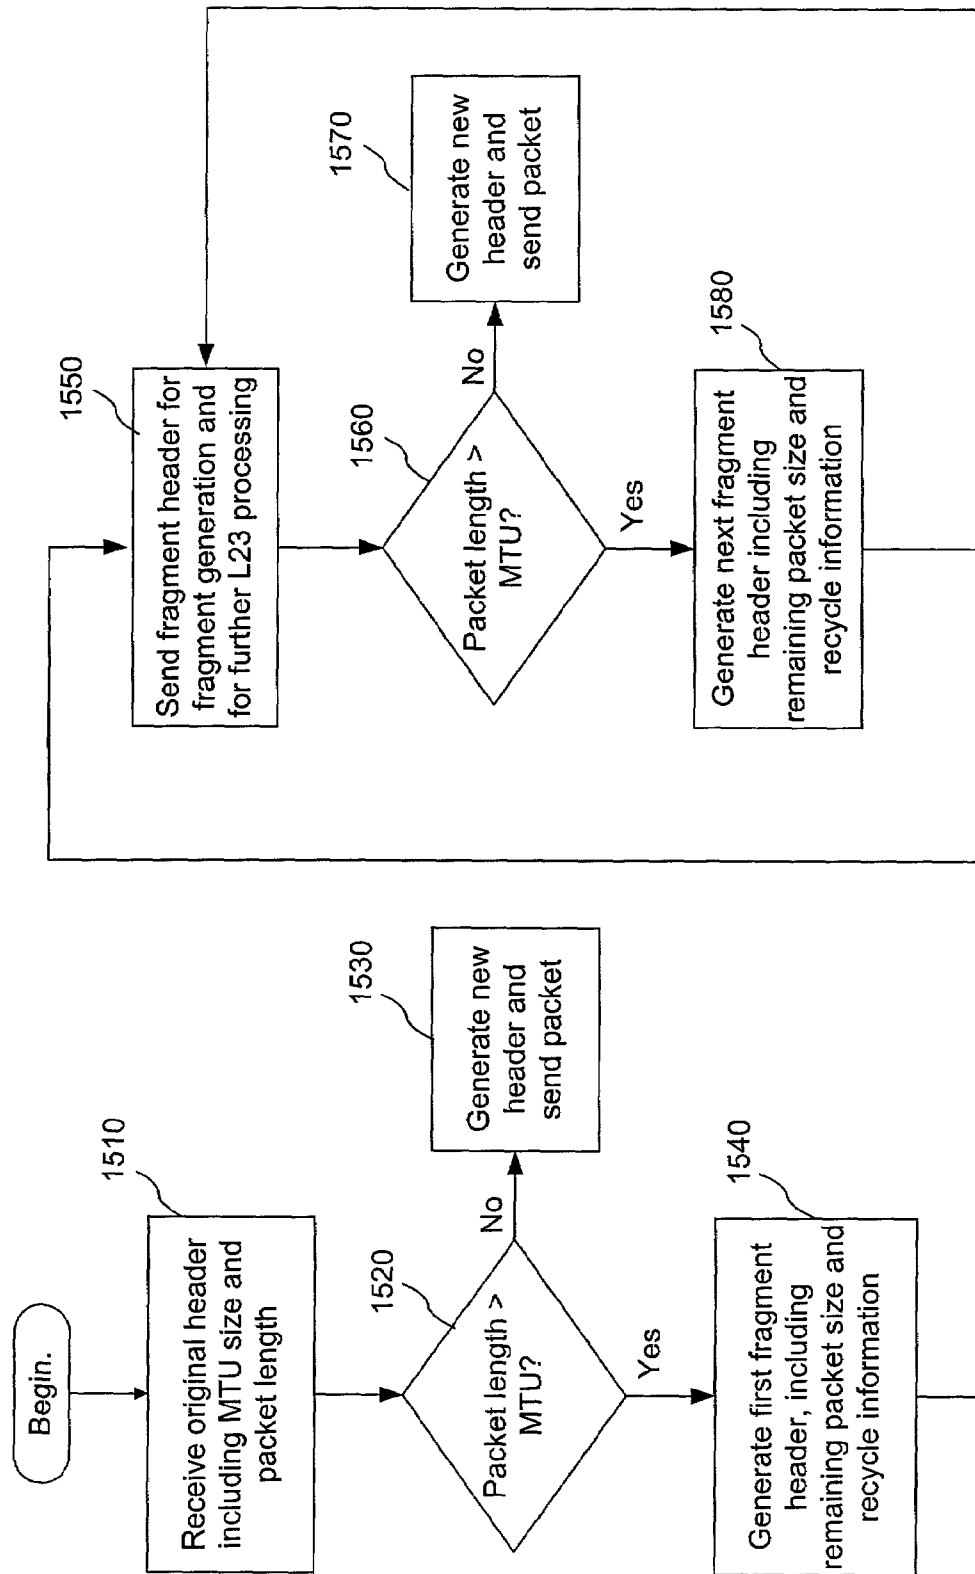 Begin.
1510
Receive original header
including MTU size and
packet length
1520
Packet length >
MTU?
No
1530
Generate new
header and
send packet
Yes
1540
Generate first fragment
header, including
remaining packet size and
recycle information
1550
Send fragment header for
fragment generation and
for further L23 processing
1560
Packet length >
MTU?
No
1570
Generate new
header and
send packet
Yes
1580
Generate next fragment
header including
remaining packet size and
recycle information